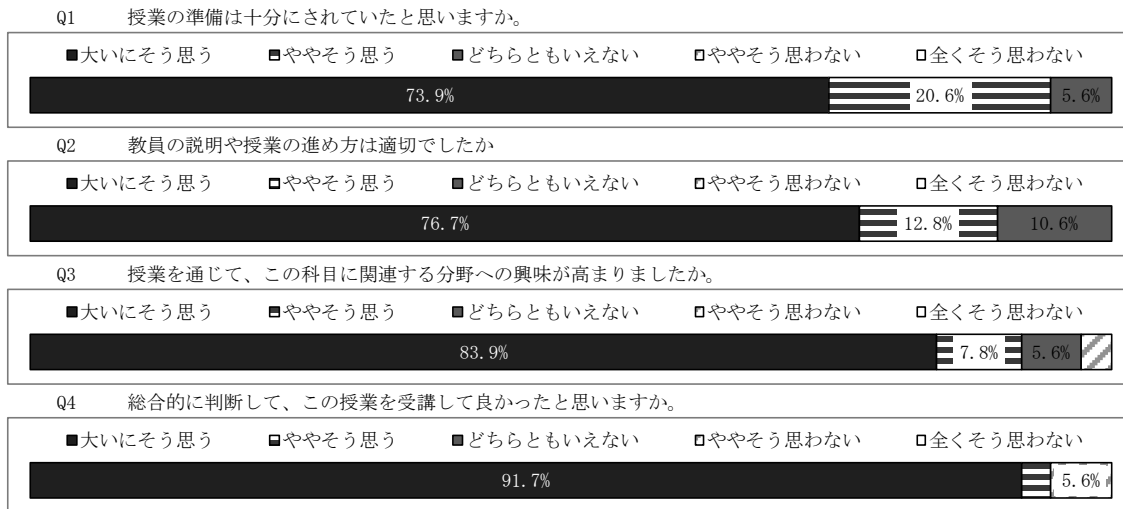 Q1 授業の準備は十分にされていたと思いますか。
■大いにそう思う ■ややそう思う ■どちらともいえない □ややそう思わない □全くそう思わない
73.9% 20.6% 5.6%
Q2 教員の説明や授業の進め方は適切でしたか
■大いにそう思う ■ややそう思う ■どちらともいえない □ややそう思わない □全くそう思わない
76.7% 12.8% 10.6%
Q3 授業を通じて、この科目に関連する分野への興味が高まりましたか。
■大いにそう思う ■ややそう思う ■どちらともいえない □ややそう思わない □全くそう思わない
83.9% 7.8% 5.6%
Q4 総合的に判断して、この授業を受講して良かったと思いますか。
■大いにそう思う ■ややそう思う ■どちらともいえない □ややそう思わない □全くそう思わない
91.7% 5.6%